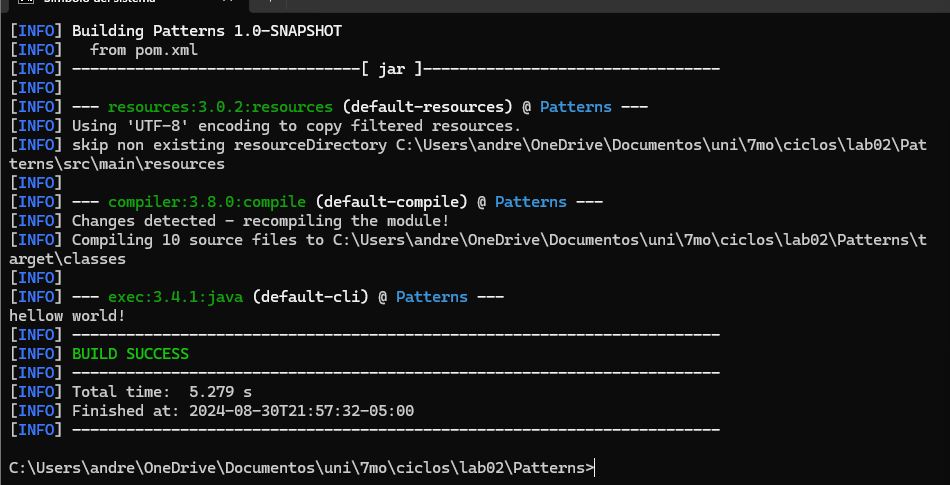 Símbolo del sistema
[INFO] Building Patterns 1.0-SNAPSHOT
[INFO]   from pom.xml
[INFO] --------------------------------[ jar ]---------------------------------
[INFO]
[INFO] --- resources:3.0.2:resources (default-resources) @ Patterns ---
[INFO] Using 'UTF-8' encoding to copy filtered resources.
[INFO] skip non existing resourceDirectory C:\Users\andre\OneDrive\Documentos\uni\7mo\ciclos\lab02\Pat
terns\src\main\resources
[INFO]
[INFO] --- compiler:3.8.0:compile (default-compile) @ Patterns ---
[INFO] Changes detected - recompiling the module!
[INFO] Compiling 10 source files to C:\Users\andre\OneDrive\Documentos\uni\7mo\ciclos\lab02\Patterns\t
arget\classes
[INFO]
[INFO] --- exec:3.4.1:java (default-cli) @ Patterns ---
hellow world!
[INFO] ------------------------------------------------------------------------
[INFO] BUILD SUCCESS
[INFO] ------------------------------------------------------------------------
[INFO] Total time:  5.279 s
[INFO] Finished at: 2024-08-30T21:57:32-05:00
[INFO] ------------------------------------------------------------------------
C:\Users\andre\OneDrive\Documentos\uni\7mo\ciclos\lab02\Patterns>